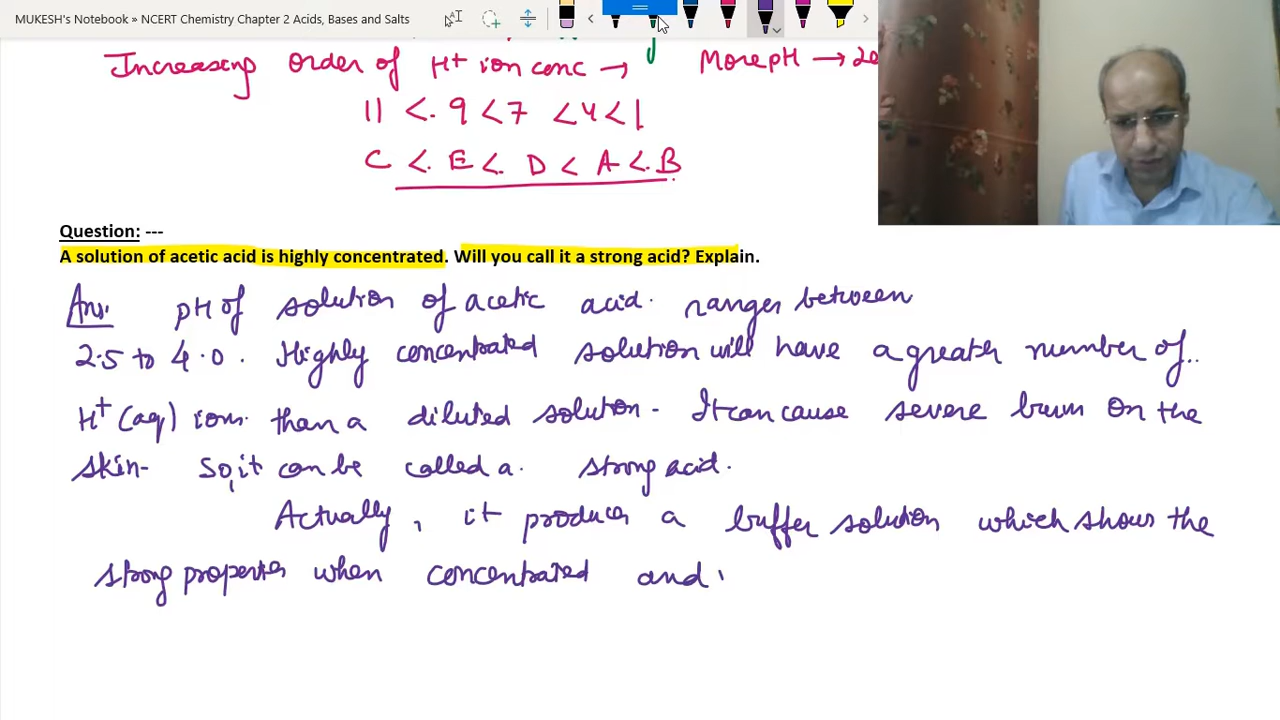 MUKESH's Notebook » NCERT Chemistry Chapter 2 Acids, Bases and Salts
Increasing Order of H+ ion conc → More pH →
11 < 9 < 7 < 4 < 1
C < E < D < A < B
Question: ---
A solution of acetic acid is highly concentrated. Will you call it a strong acid? Explain.
Ans. pH of solution of acetic acid. ranges between
2.5 to 4.0. Highly concentrated solution will have a greater number of..
H+ (aq) ions. than a diluted solution. It can cause severe burn on the
skin. So, it can be called a. strong acid.
Actually, it produces a buffer solution which shows the
strong properties when concentrated and